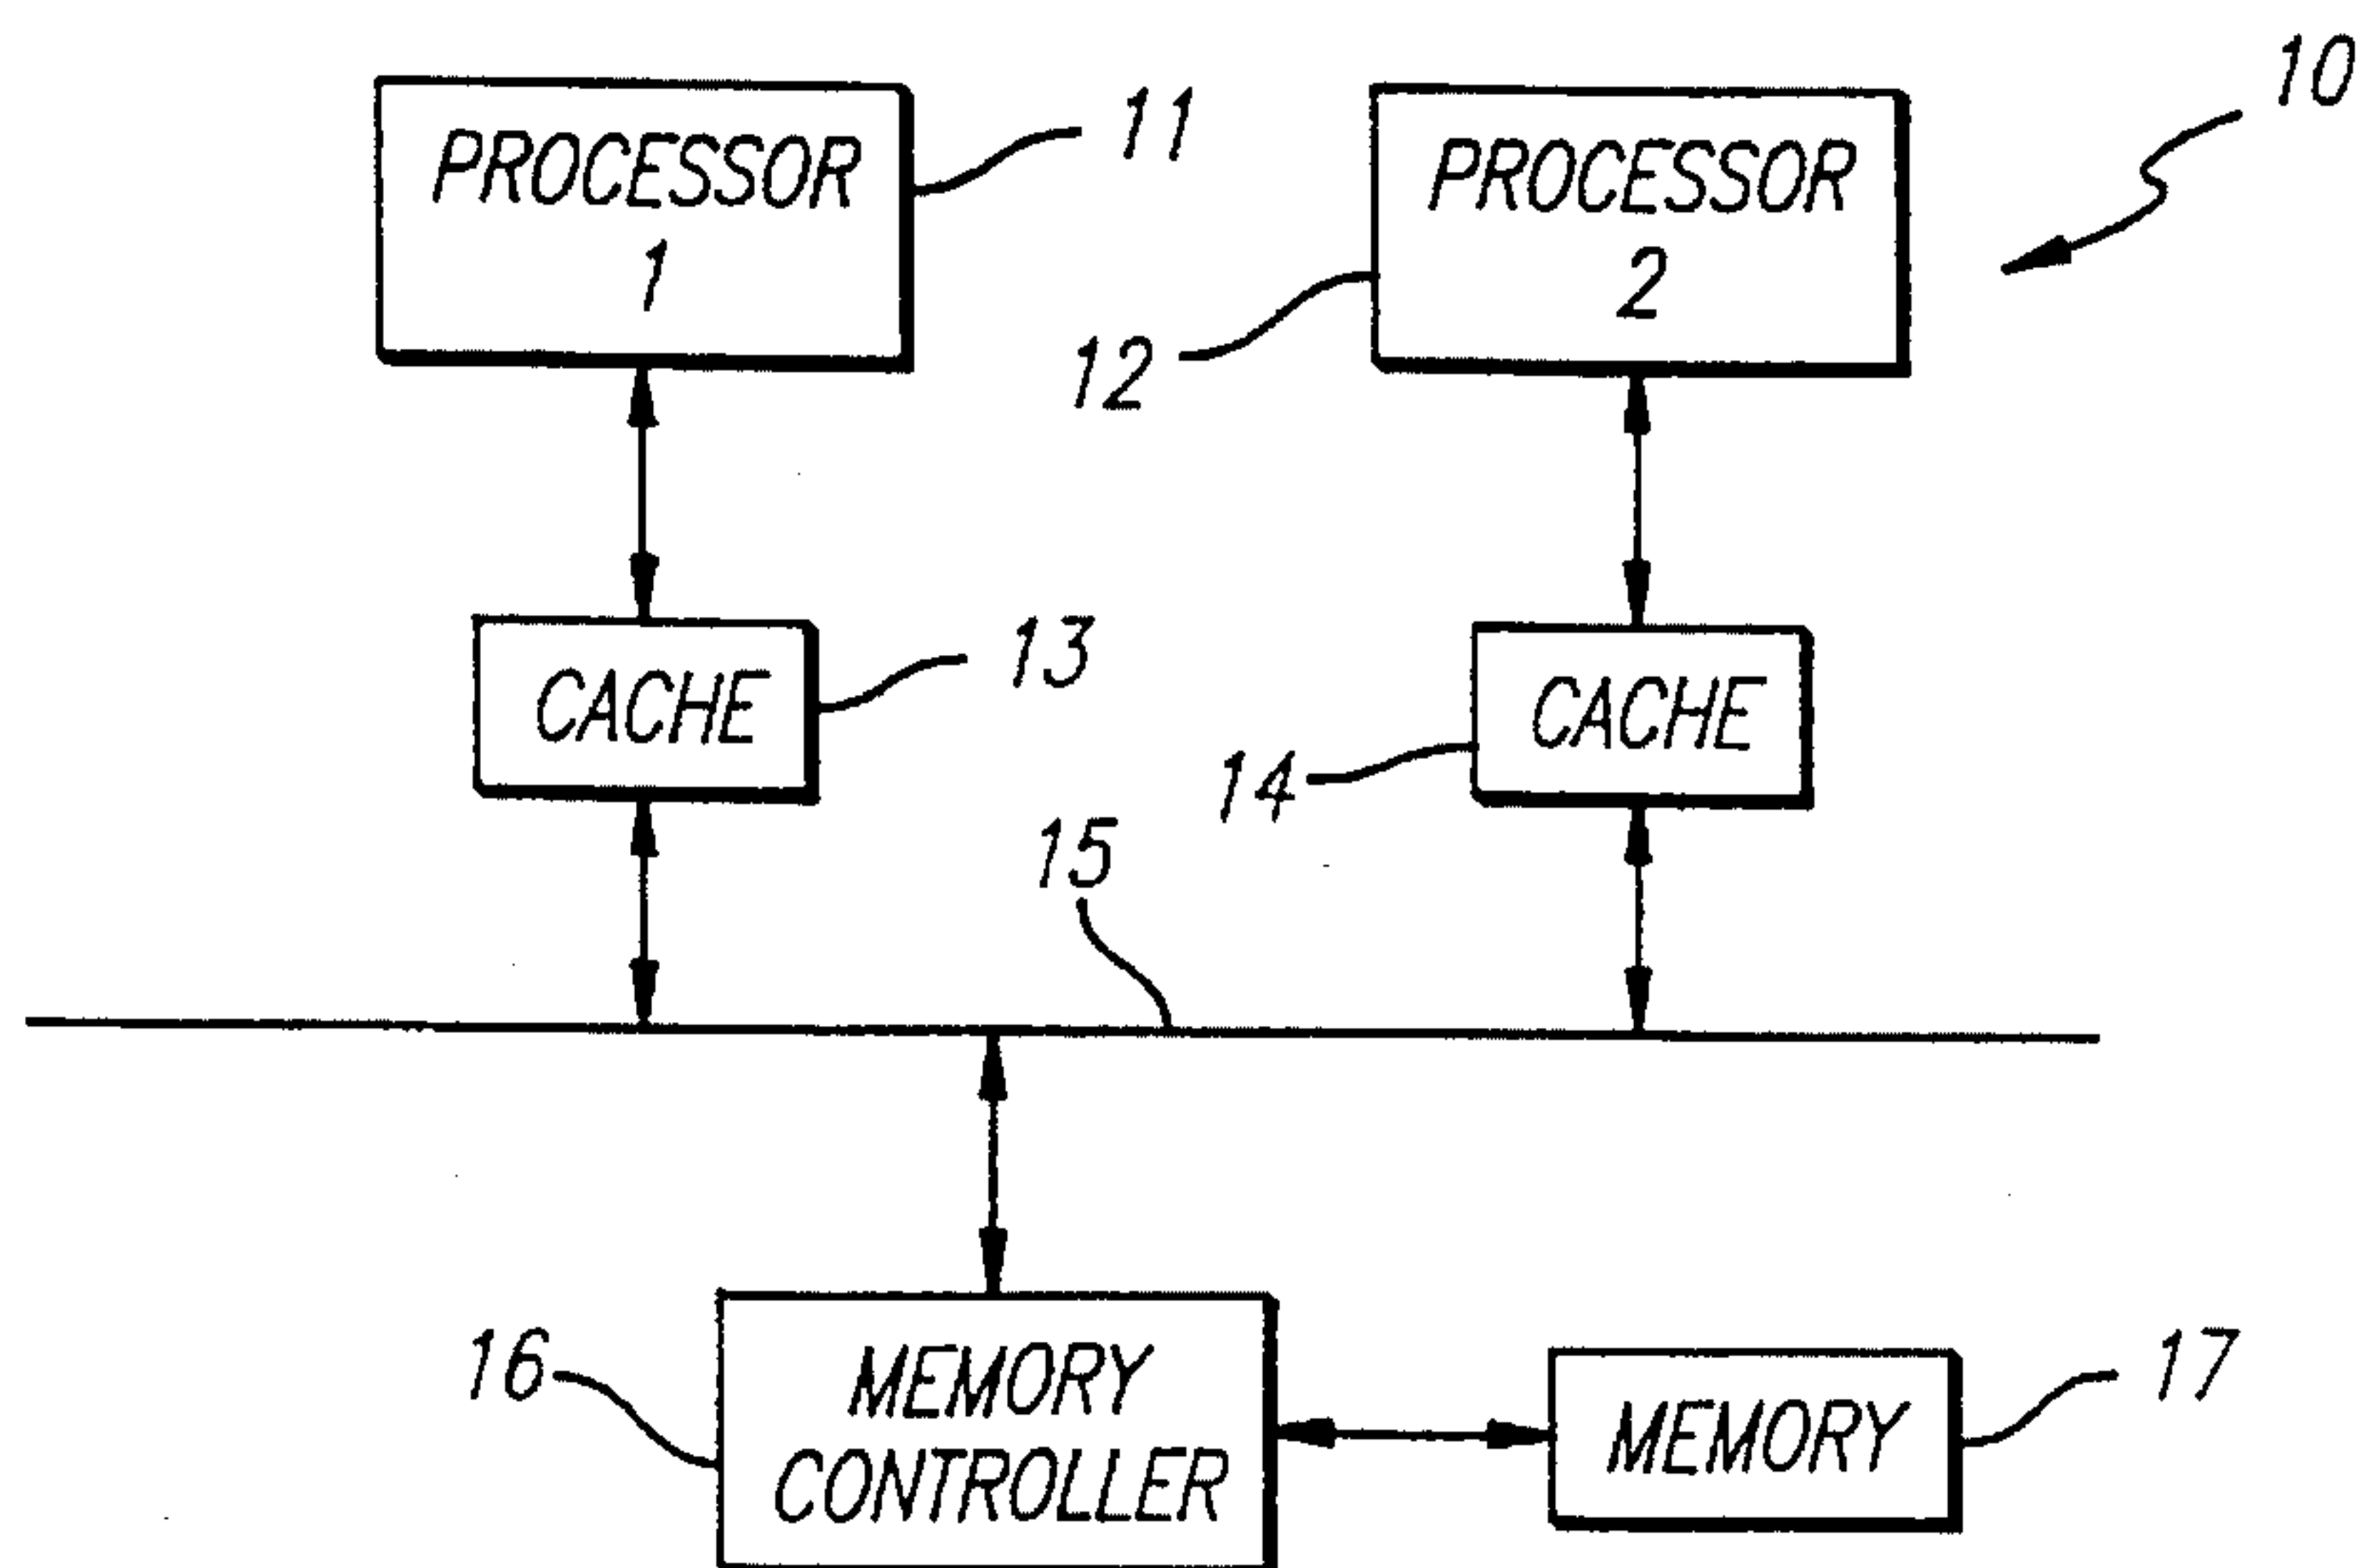 10
PROCESSOR
1
11
PROCESSOR
2
12
CACHE
13
CACHE
14
15
MEMORY
CONTROLLER
16
MEMORY
17